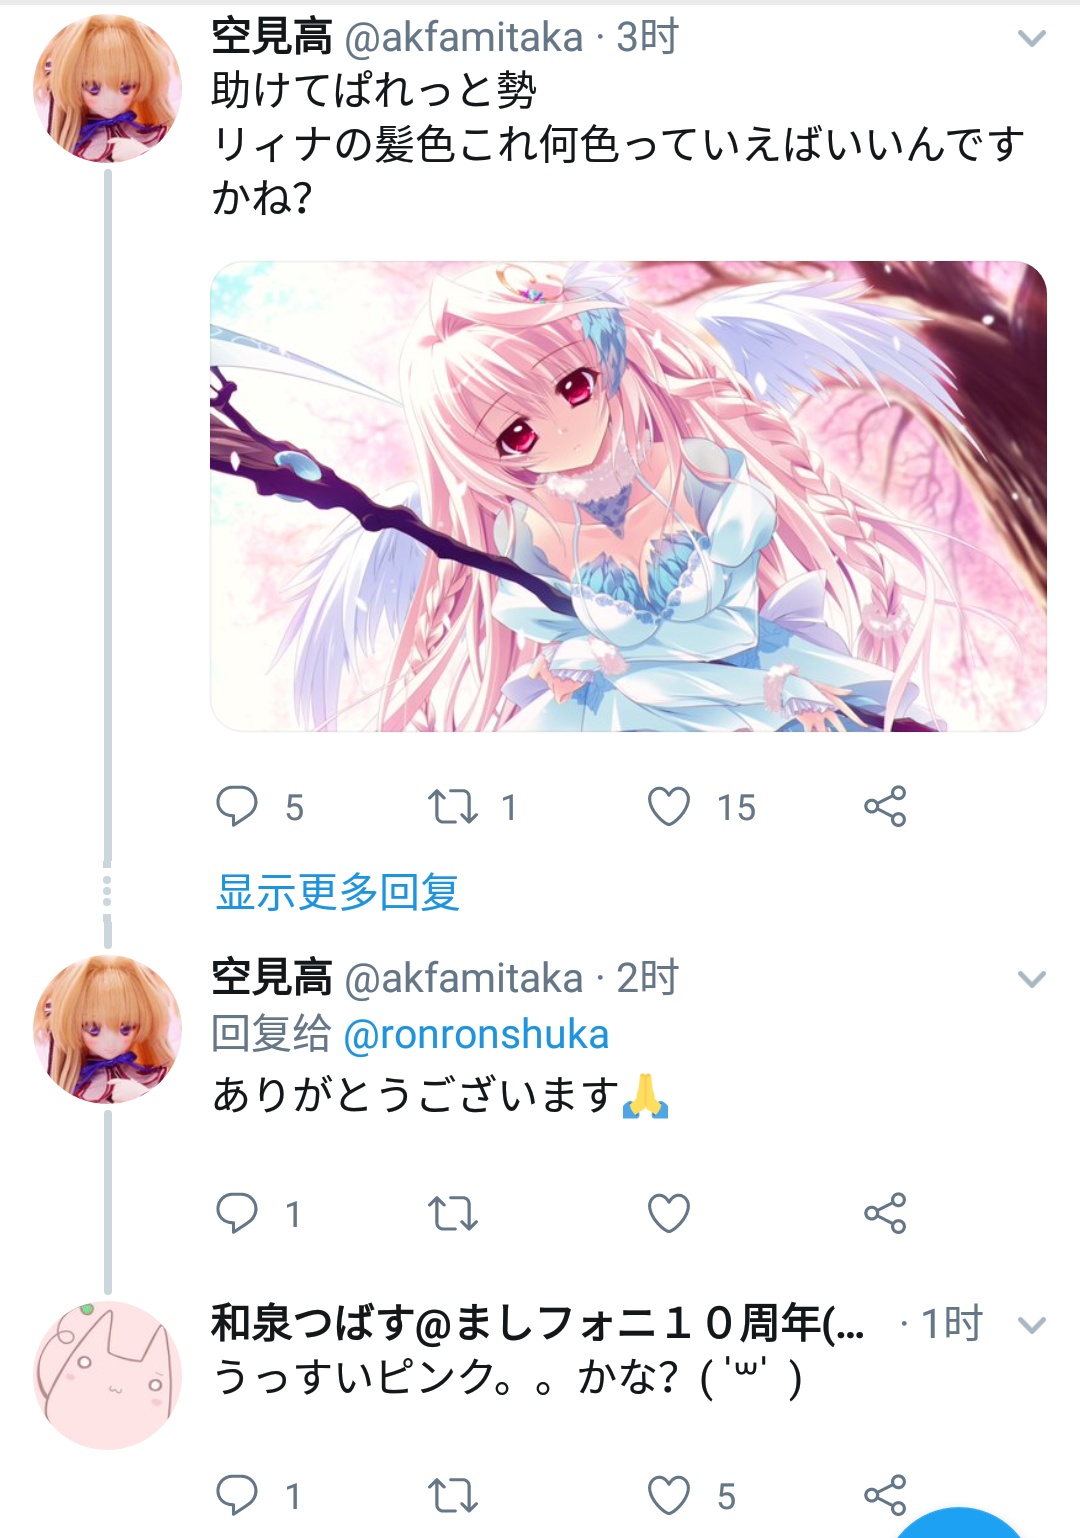 空見高 @akfamitaka · 3时
助けてぱれっと勢
リィナの髪色これ何色っていえばいいんです
かね?
5 1 15
显示更多回复
空見高 @akfamitaka · 2时
回复给 @ronronshuka
ありがとうございます🙏
1
和泉つばす@ましフォニ１０周年(... · 1时
うっすいピンク。。かな? ( 'ω' )
1 5